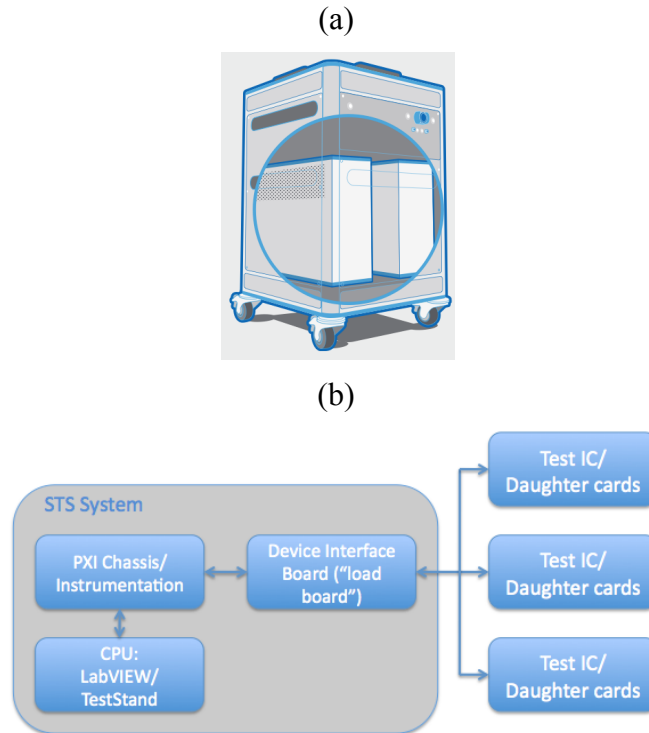 (a)
(b)
STS System
PXI Chassis/
Instrumentation
Device Interface
Board (“load
board”)
CPU:
LabVIEW/
TestStand
Test IC/
Daughter cards
Test IC/
Daughter cards
Test IC/
Daughter cards